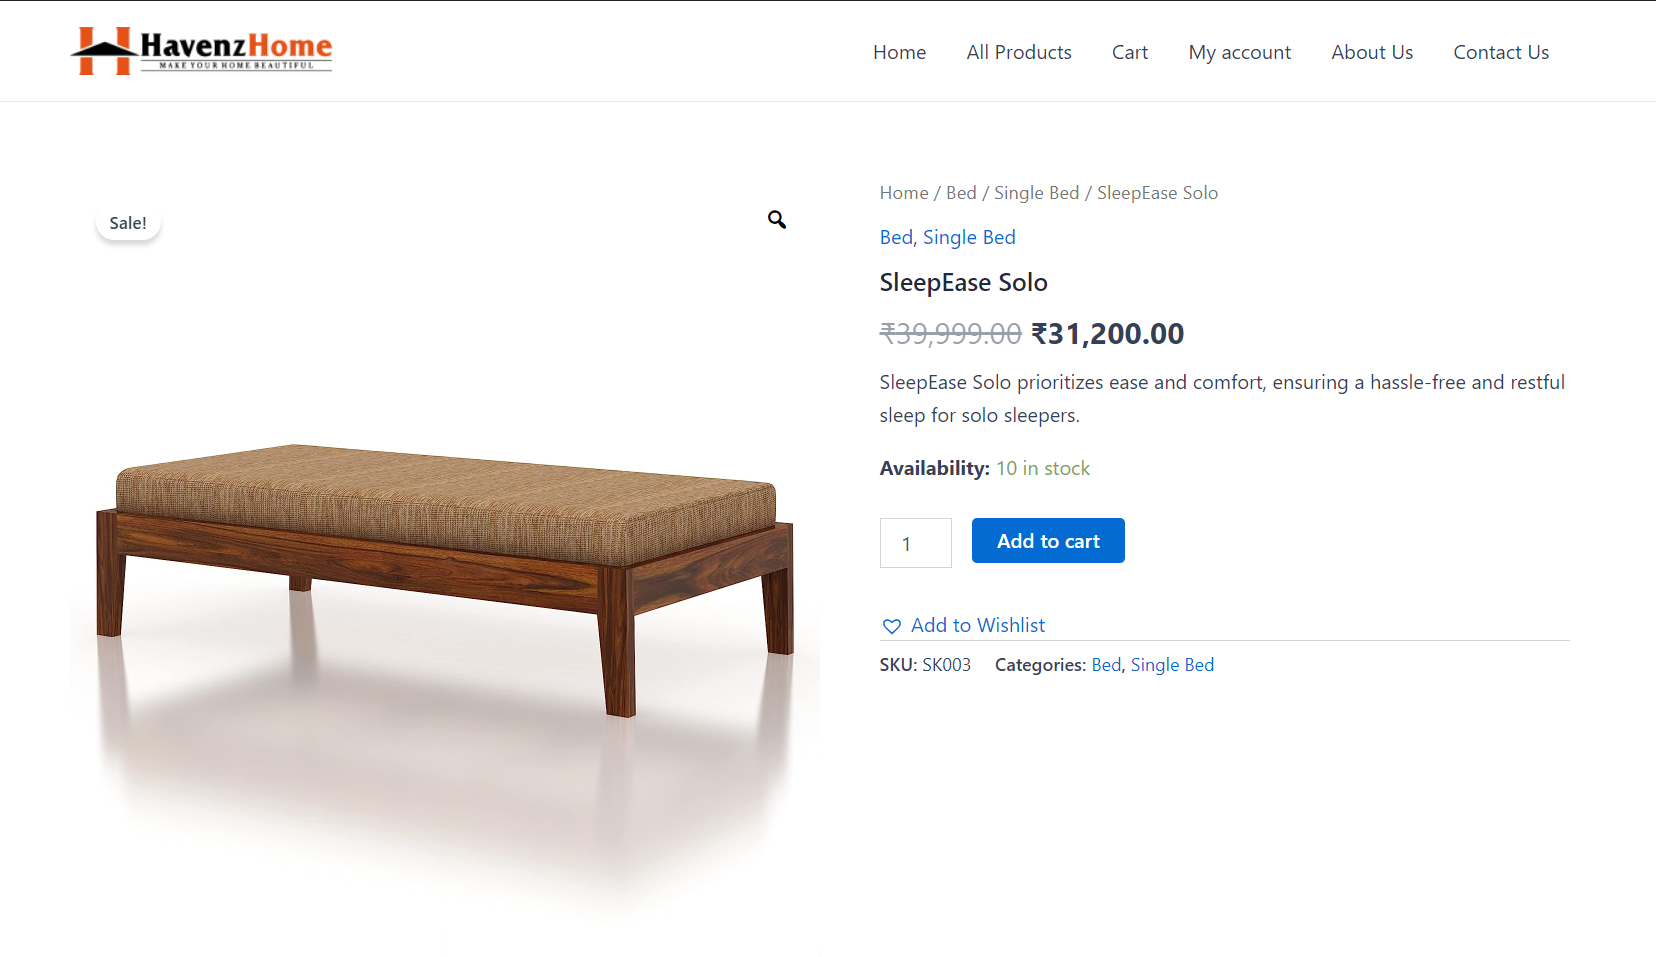 HavenzHome
MAKE YOUR HOME BEAUTIFUL
Home All Products Cart My account About Us Contact Us
Sale!
Home / Bed / Single Bed / SleepEase Solo
Bed, Single Bed
SleepEase Solo
₹39,999.00 ₹31,200.00
SleepEase Solo prioritizes ease and comfort, ensuring a hassle-free and restful
sleep for solo sleepers.
Availability: 10 in stock
1 Add to cart
Add to Wishlist
SKU: SK003 Categories: Bed, Single Bed